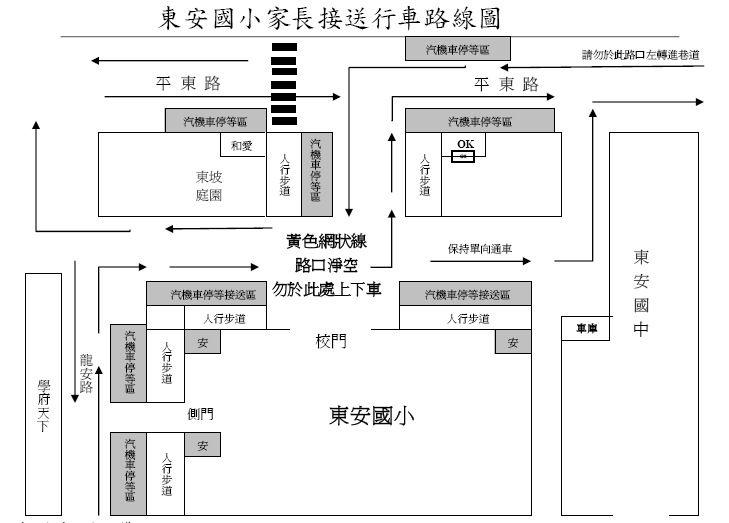 東安國小家長接送行車路線圖
汽機車停等區
請勿於此路口左轉進巷道
平東路
平東路
汽機車停等區
汽機車停等區
和愛
人行步道
汽機車停等區
東坡
庭園
人行步道
OK
黃色網狀線
路口淨空
勿於此處上下車
保持單向通車
東安國中
汽機車停等接送區
汽機車停等接送區
人行步道
人行步道
車庫
汽機車停等區
人行步道
安
校門
安
龍安路
學府天下
側門
東安國小
汽機車停等區
人行步道
安